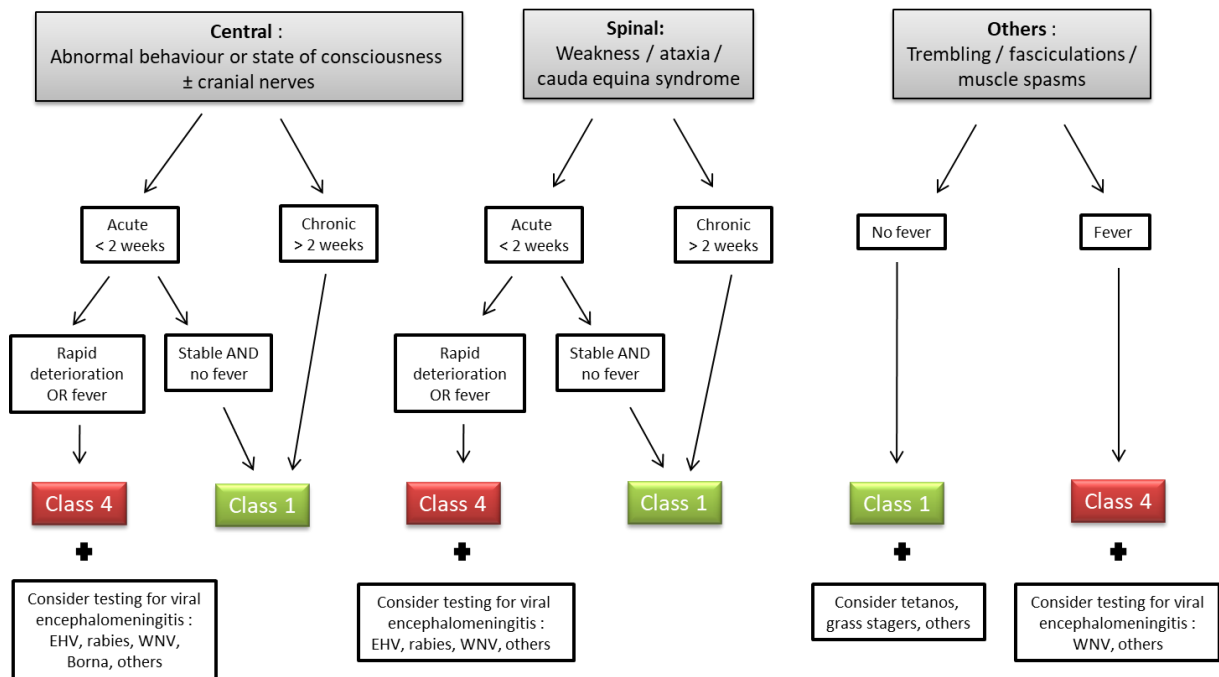 Central :
Abnormal behaviour or state of consciousness
± cranial nerves
Spinal:
Weakness / ataxia /
cauda equina syndrome
Others :
Trembling / fasciculations /
muscle spasms
Acute
< 2 weeks
Chronic
> 2 weeks
Acute
< 2 weeks
Chronic
> 2 weeks
No fever
Fever
Rapid
deterioration
OR fever
Stable AND
no fever
Rapid
deterioration
OR fever
Stable AND
no fever
Class 4
Class 1
Class 4
Class 1
Class 1
Class 4
Consider testing for viral
encephalomeningitis :
EHV, rabies, WNV,
Borna, others
Consider testing for viral
encephalomeningitis :
EHV, rabies, WNV, others
Consider tetanos,
grass stagers, others
Consider testing for viral
encephalomeningitis :
WNV, others